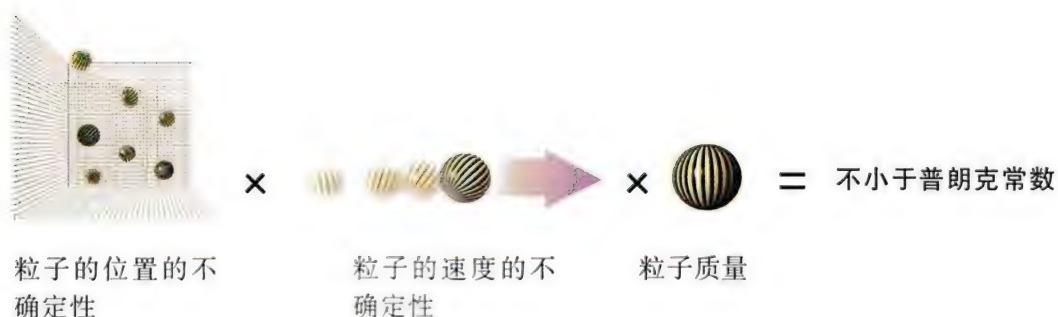 × × = 不小于普朗克常数
粒子的位置的不 粒子的速度的不 粒子质量
确定性 确定性